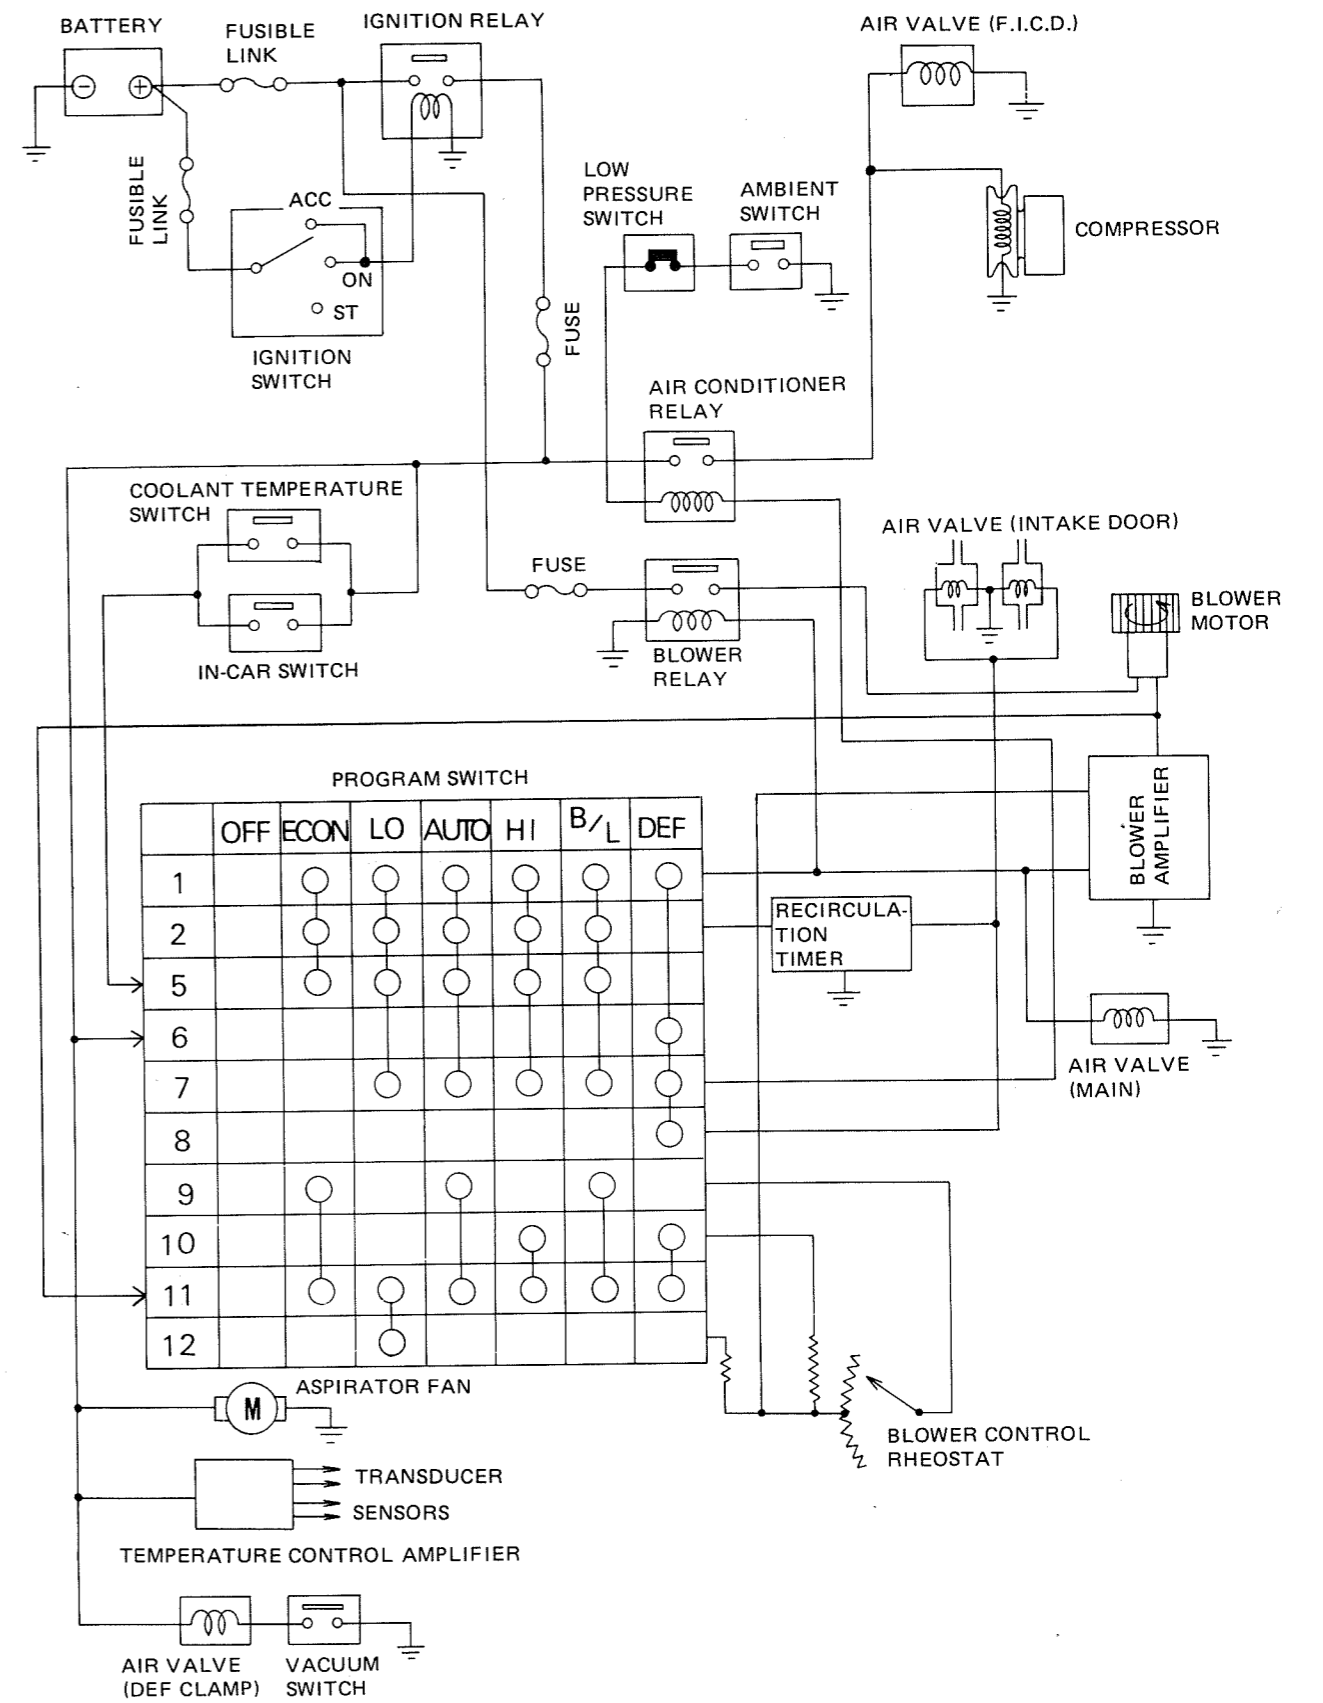 BATTERY
FUSIBLE
LINK
IGNITION RELAY
AIR VALVE (F.I.C.D.)
FUSIBLE
LINK
ACC
ON
ST
IGNITION
SWITCH
LOW
PRESSURE
SWITCH
AMBIENT
SWITCH
COMPRESSOR
FUSE
AIR CONDITIONER
RELAY
COOLANT TEMPERATURE
SWITCH
IN-CAR SWITCH
FUSE
BLOWER
RELAY
AIR VALVE (INTAKE DOOR)
BLOWER
MOTOR
PROGRAM SWITCH
OFF ECON LO AUTO HI B/L DEF
1
2
5
6
7
8
9
10
11
12
BLOWER
AMPLIFIER
RECIRCULA-
TION
TIMER
AIR VALVE
(MAIN)
BLOWER CONTROL
RHEOSTAT
M
ASPIRATOR FAN
TRANSDUCER
SENSORS
TEMPERATURE CONTROL AMPLIFIER
AIR VALVE
(DEF CLAMP)
VACUUM
SWITCH